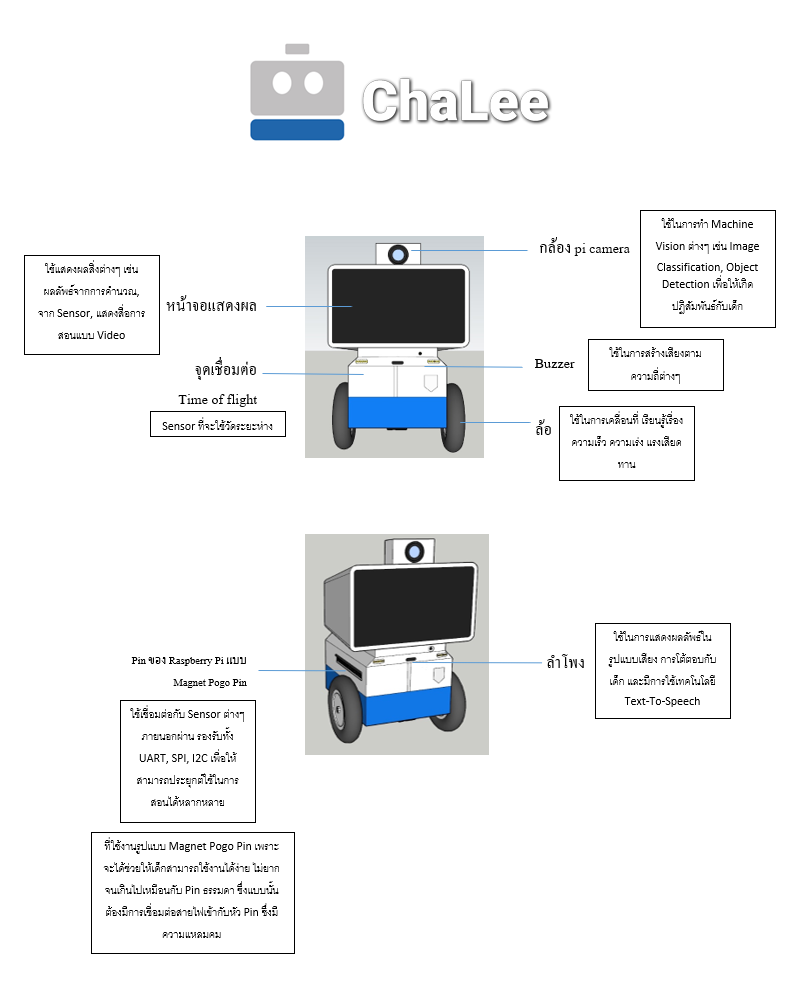 ChaLee
กล้อง pi camera
ใช้ในการทำ Machine
Vision ต่างๆ เช่น Image
Classification, Object
Detection เพื่อให้เกิด
ปฏิสัมพันธ์กับเด็ก
ใช้แสดงผลสิ่งต่างๆ เช่น
ผลลัพธ์จากการคำนวณ,
จาก Sensor, แสดงสื่อการ
สอนแบบ Video
หน้าจอแสดงผล
จุดเชื่อมต่อ
Time of flight
Sensor ที่จะใช้วัดระยะห่าง
Buzzer
ใช้ในการสร้างเสียงตาม
ความถี่ต่างๆ
ล้อ
ใช้ในการเคลื่อนที่ เรียนรู้เรื่อง
ความเร็ว ความเร่ง แรงเสียด
ทาน
Pin ของ Raspberry Pi แบบ
Magnet Pogo Pin
ใช้เชื่อมต่อกับ Sensor ต่างๆ
ภายนอกผ่าน รองรับทั้ง
UART, SPI, I2C เพื่อให้
สามารถประยุกต์ใช้ในการ
สอนได้หลากหลาย
ที่ใช้งานรูปแบบ Magnet Pogo Pin เพราะ
จะได้ช่วยให้เด็กสามารถใช้งานได้ง่าย ไม่ยาก
จนเกินไปเหมือนกับ Pin ธรรมดา ซึ่งแบบนั้น
ต้องมีการเชื่อมต่อสายไฟเข้ากับหัว Pin ซึ่งมี
ความแหลมคม
ลำโพง
ใช้ในการแสดงผลลัพธ์ใน
รูปแบบเสียง การโต้ตอบกับ
เด็ก และมีการใช้เทคโนโลยี
Text-To-Speech